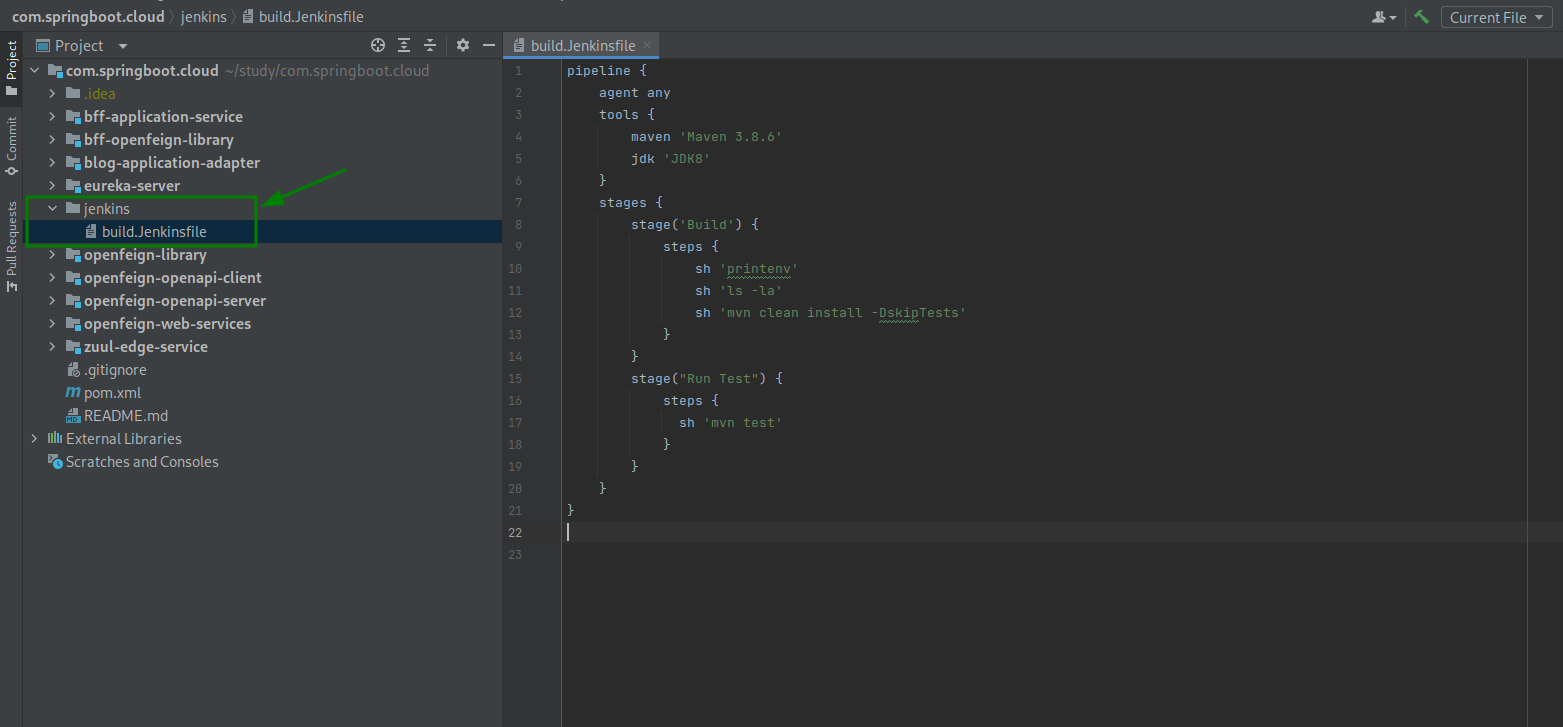 com.springboot.cloud jenkins build.Jenkinsfile
Current File
Project
Commit
Pull Requests
Project
com.springboot.cloud ~/study/com.springboot.cloud
.idea
bff-application-service
bff-openfeign-library
blog-application-adapter
eureka-server
jenkins
build.Jenkinsfile
openfeign-library
openfeign-openapi-client
openfeign-openapi-server
openfeign-web-services
zuul-edge-service
.gitignore
m pom.xml
MD README.md
External Libraries
Scratches and Consoles
build.Jenkinsfile
1 pipeline {
2 agent any
3 tools {
4 maven 'Maven 3.8.6'
5 jdk 'JDK8'
6 }
7 stages {
8 stage('Build') {
9 steps {
10 sh 'printenv'
11 sh 'ls -la'
12 sh 'mvn clean install -DskipTests'
13 }
14 }
15 stage("Run Test") {
16 steps {
17 sh 'mvn test'
18 }
19 }
20 }
21 }
22
23